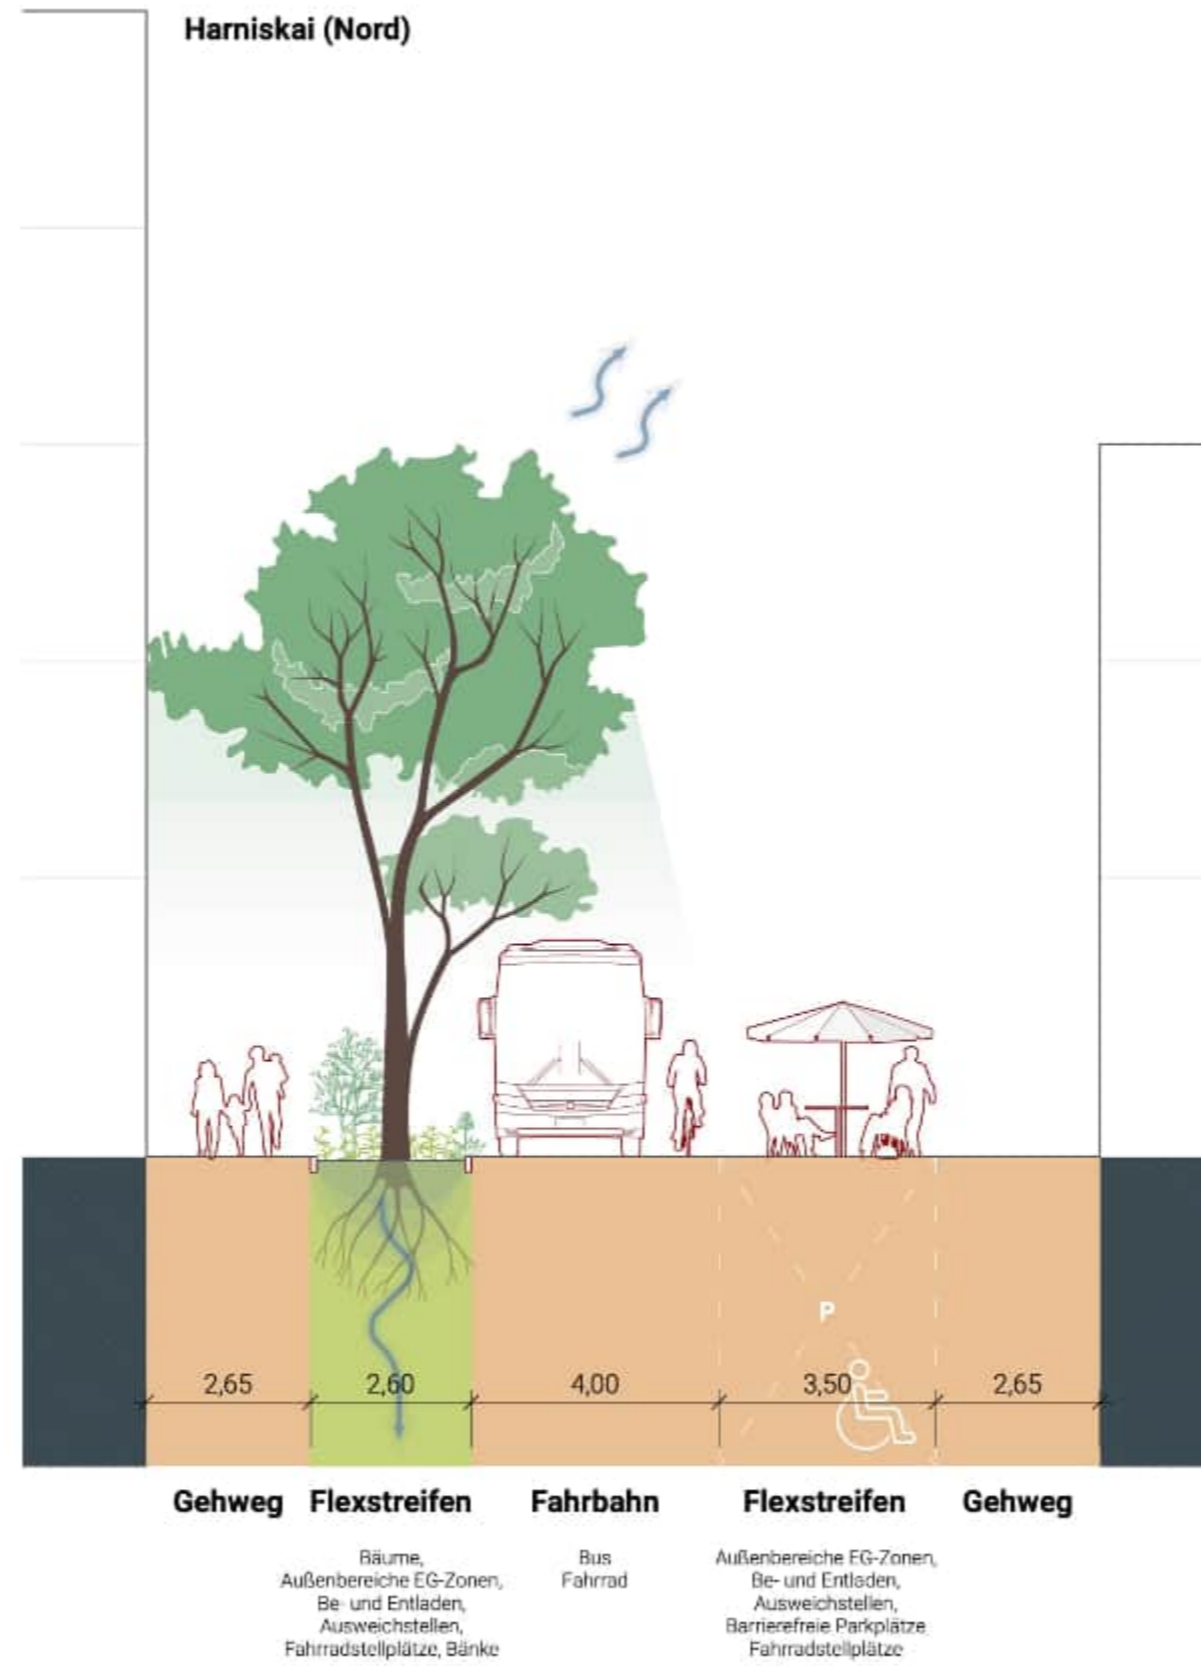 Harniskai (Nord)
P
2,65
2,60
4,00
3,50
2,65
Gehweg
Flexstreifen
Fahrbahn
Flexstreifen
Gehweg
Bäume,
Außenbereiche EG-Zonen,
Be- und Entladen,
Ausweichstellen,
Fahrradstellplätze, Bänke
Bus
Fahrrad
Außenbereiche EG-Zonen,
Be- und Entladen,
Ausweichstellen,
Barrierefreie Parkplätze
Fahrradstellplätze